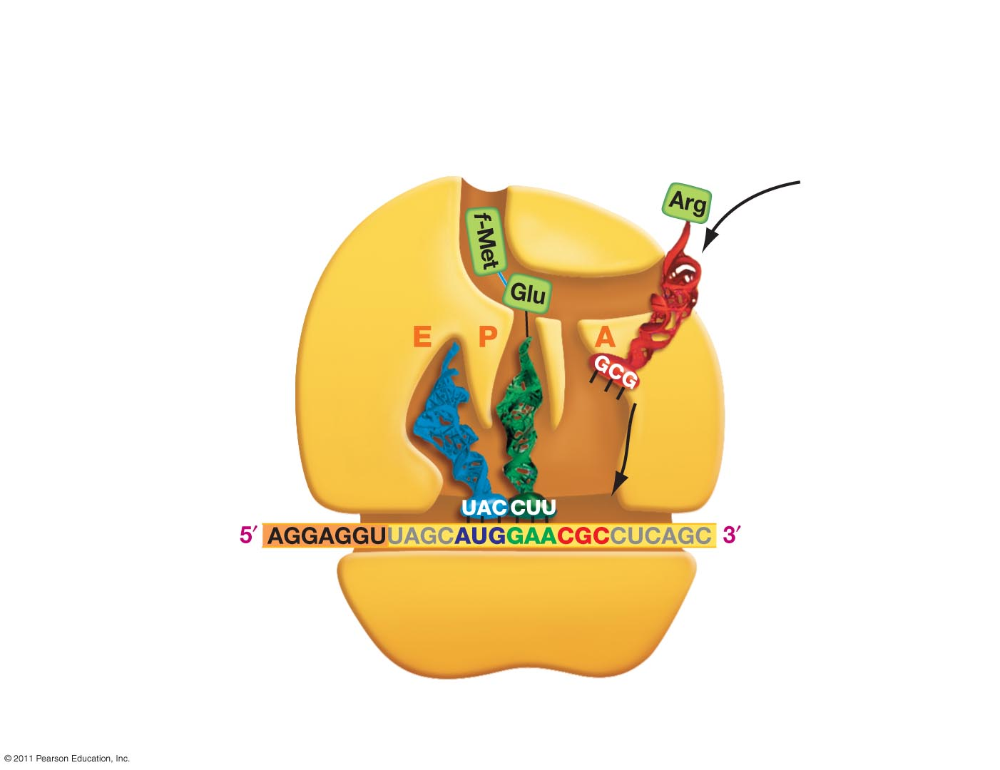 Arg
f-Met
Glu
E P A
GCG
UAC CUU
5′ AGGAGGUUAGCAUGGAACGCCUCAGC 3′
© 2011 Pearson Education, Inc.